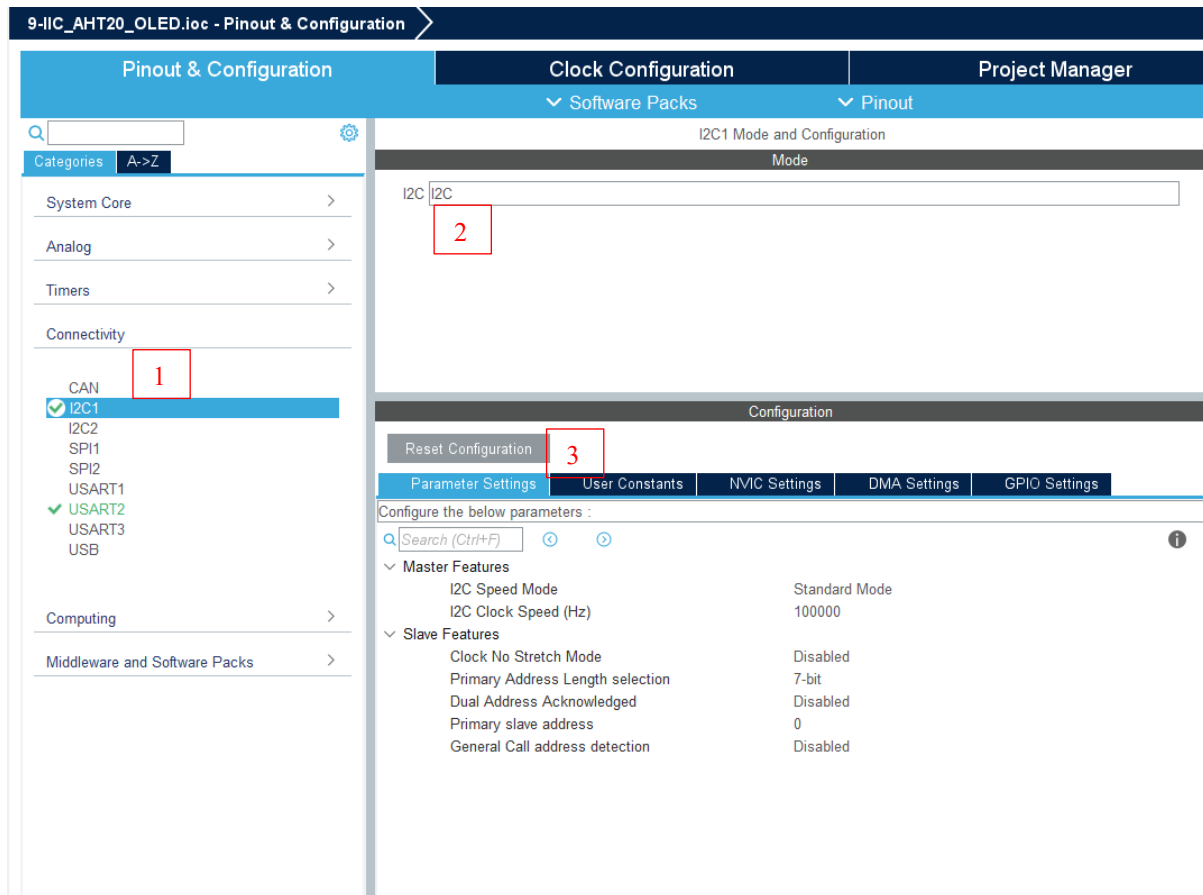 9-IIC_AHT20_OLED.ioc - Pinout & Configuration
Pinout & Configuration
Clock Configuration
Project Manager
Software Packs
Pinout
Categories
A->Z
System Core
Analog
Timers
Connectivity
1
CAN
I2C1
I2C2
SPI1
SPI2
USART1
USART2
USART3
USB
Computing
Middleware and Software Packs
I2C1 Mode and Configuration
Mode
I2C I2C
2
Configuration
Reset Configuration
3
Parameter Settings
User Constants
NVIC Settings
DMA Settings
GPIO Settings
Configure the below parameters :
Search (Ctrl+F)
Master Features
I2C Speed Mode Standard Mode
I2C Clock Speed (Hz) 100000
Slave Features
Clock No Stretch Mode Disabled
Primary Address Length selection 7-bit
Dual Address Acknowledged Disabled
Primary slave address 0
General Call address detection Disabled